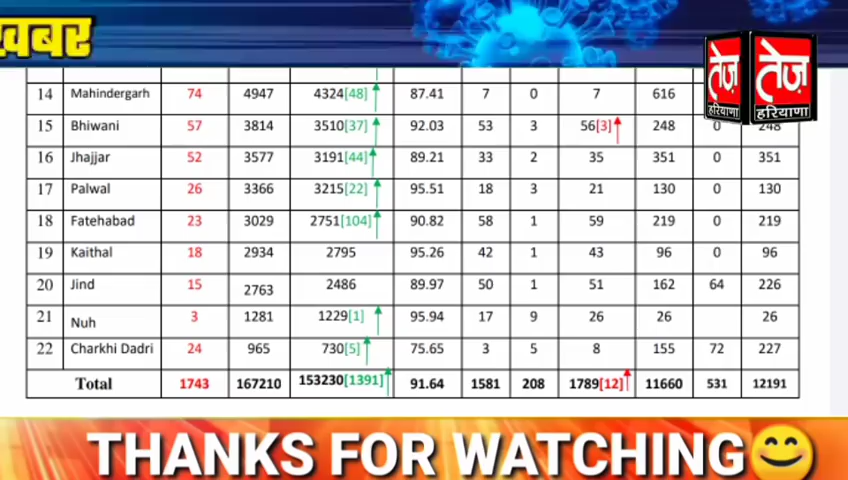 खबर
तेज़ तेज़
हरियाणा हरियाणा
14 Mahindergarh 74 4947 4324[48] 87.41 7 0 7 616
15 Bhiwani 57 3814 3510[37] 92.03 53 3 56[3] 248 0 248
16 Jhajjar 52 3577 3191[44] 89.21 33 2 35 351 0 351
17 Palwal 26 3366 3215[22] 95.51 18 3 21 130 0 130
18 Fatehabad 23 3029 2751[104] 90.82 58 1 59 219 0 219
19 Kaithal 18 2934 2795 95.26 42 1 43 96 0 96
20 Jind 15 2763 2486 89.97 50 1 51 162 64 226
21 Nuh 3 1281 1229[1] 95.94 17 9 26 26 26
22 Charkhi Dadri 24 965 730[5] 75.65 3 5 8 155 72 227
Total 1743 167210 153230[1391] 91.64 1581 208 1789[12] 11660 531 12191
THANKS FOR WATCHING